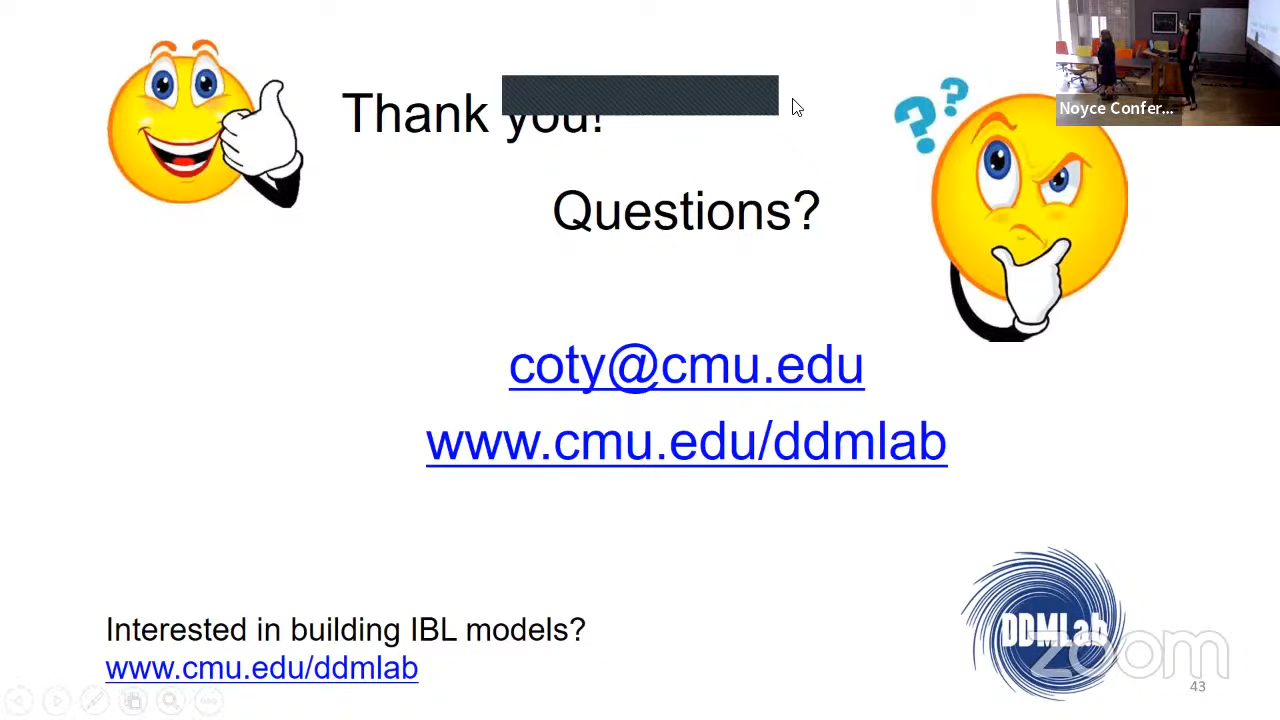 Thank you!
Noyce Confer...
? ?
Questions?
coty@cmu.edu
www.cmu.edu/ddmlab
Interested in building IBL models?
www.cmu.edu/ddmlab
DDMLab
zoom
43